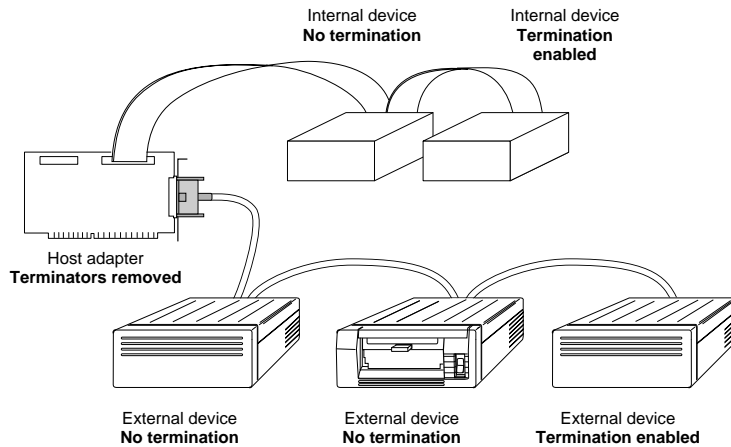 Internal device
No termination
Internal device
Termination
enabled
Host adapter
Terminators removed
External device
No termination
External device
No termination
External device
Termination enabled